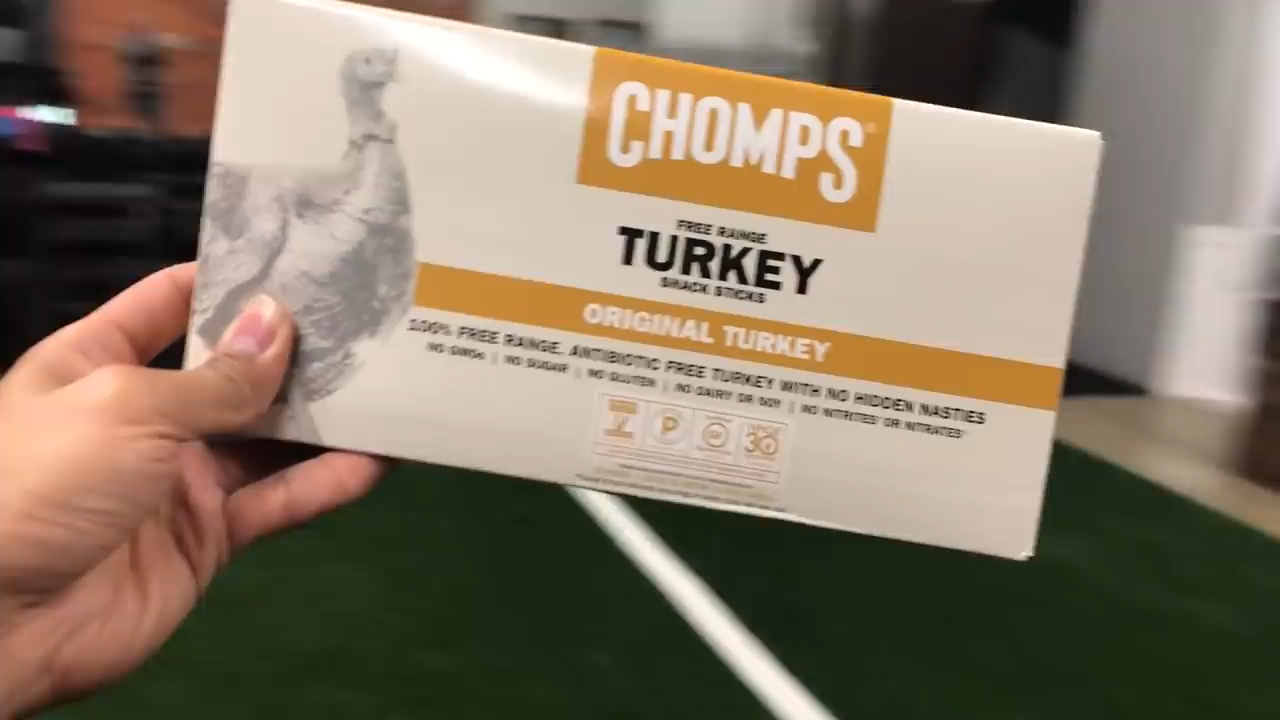 CHOMPS
FREE RANGE
TURKEY
SNACK STICKS
ORIGINAL TURKEY
100% FREE RANGE, ANTIBIOTIC FREE TURKEY WITH NO HIDDEN NASTIES
NO GMOs | NO SUGAR | NO GLUTEN | NO DAIRY OR SOY | NO NITRITES* OR NITRATES*
30